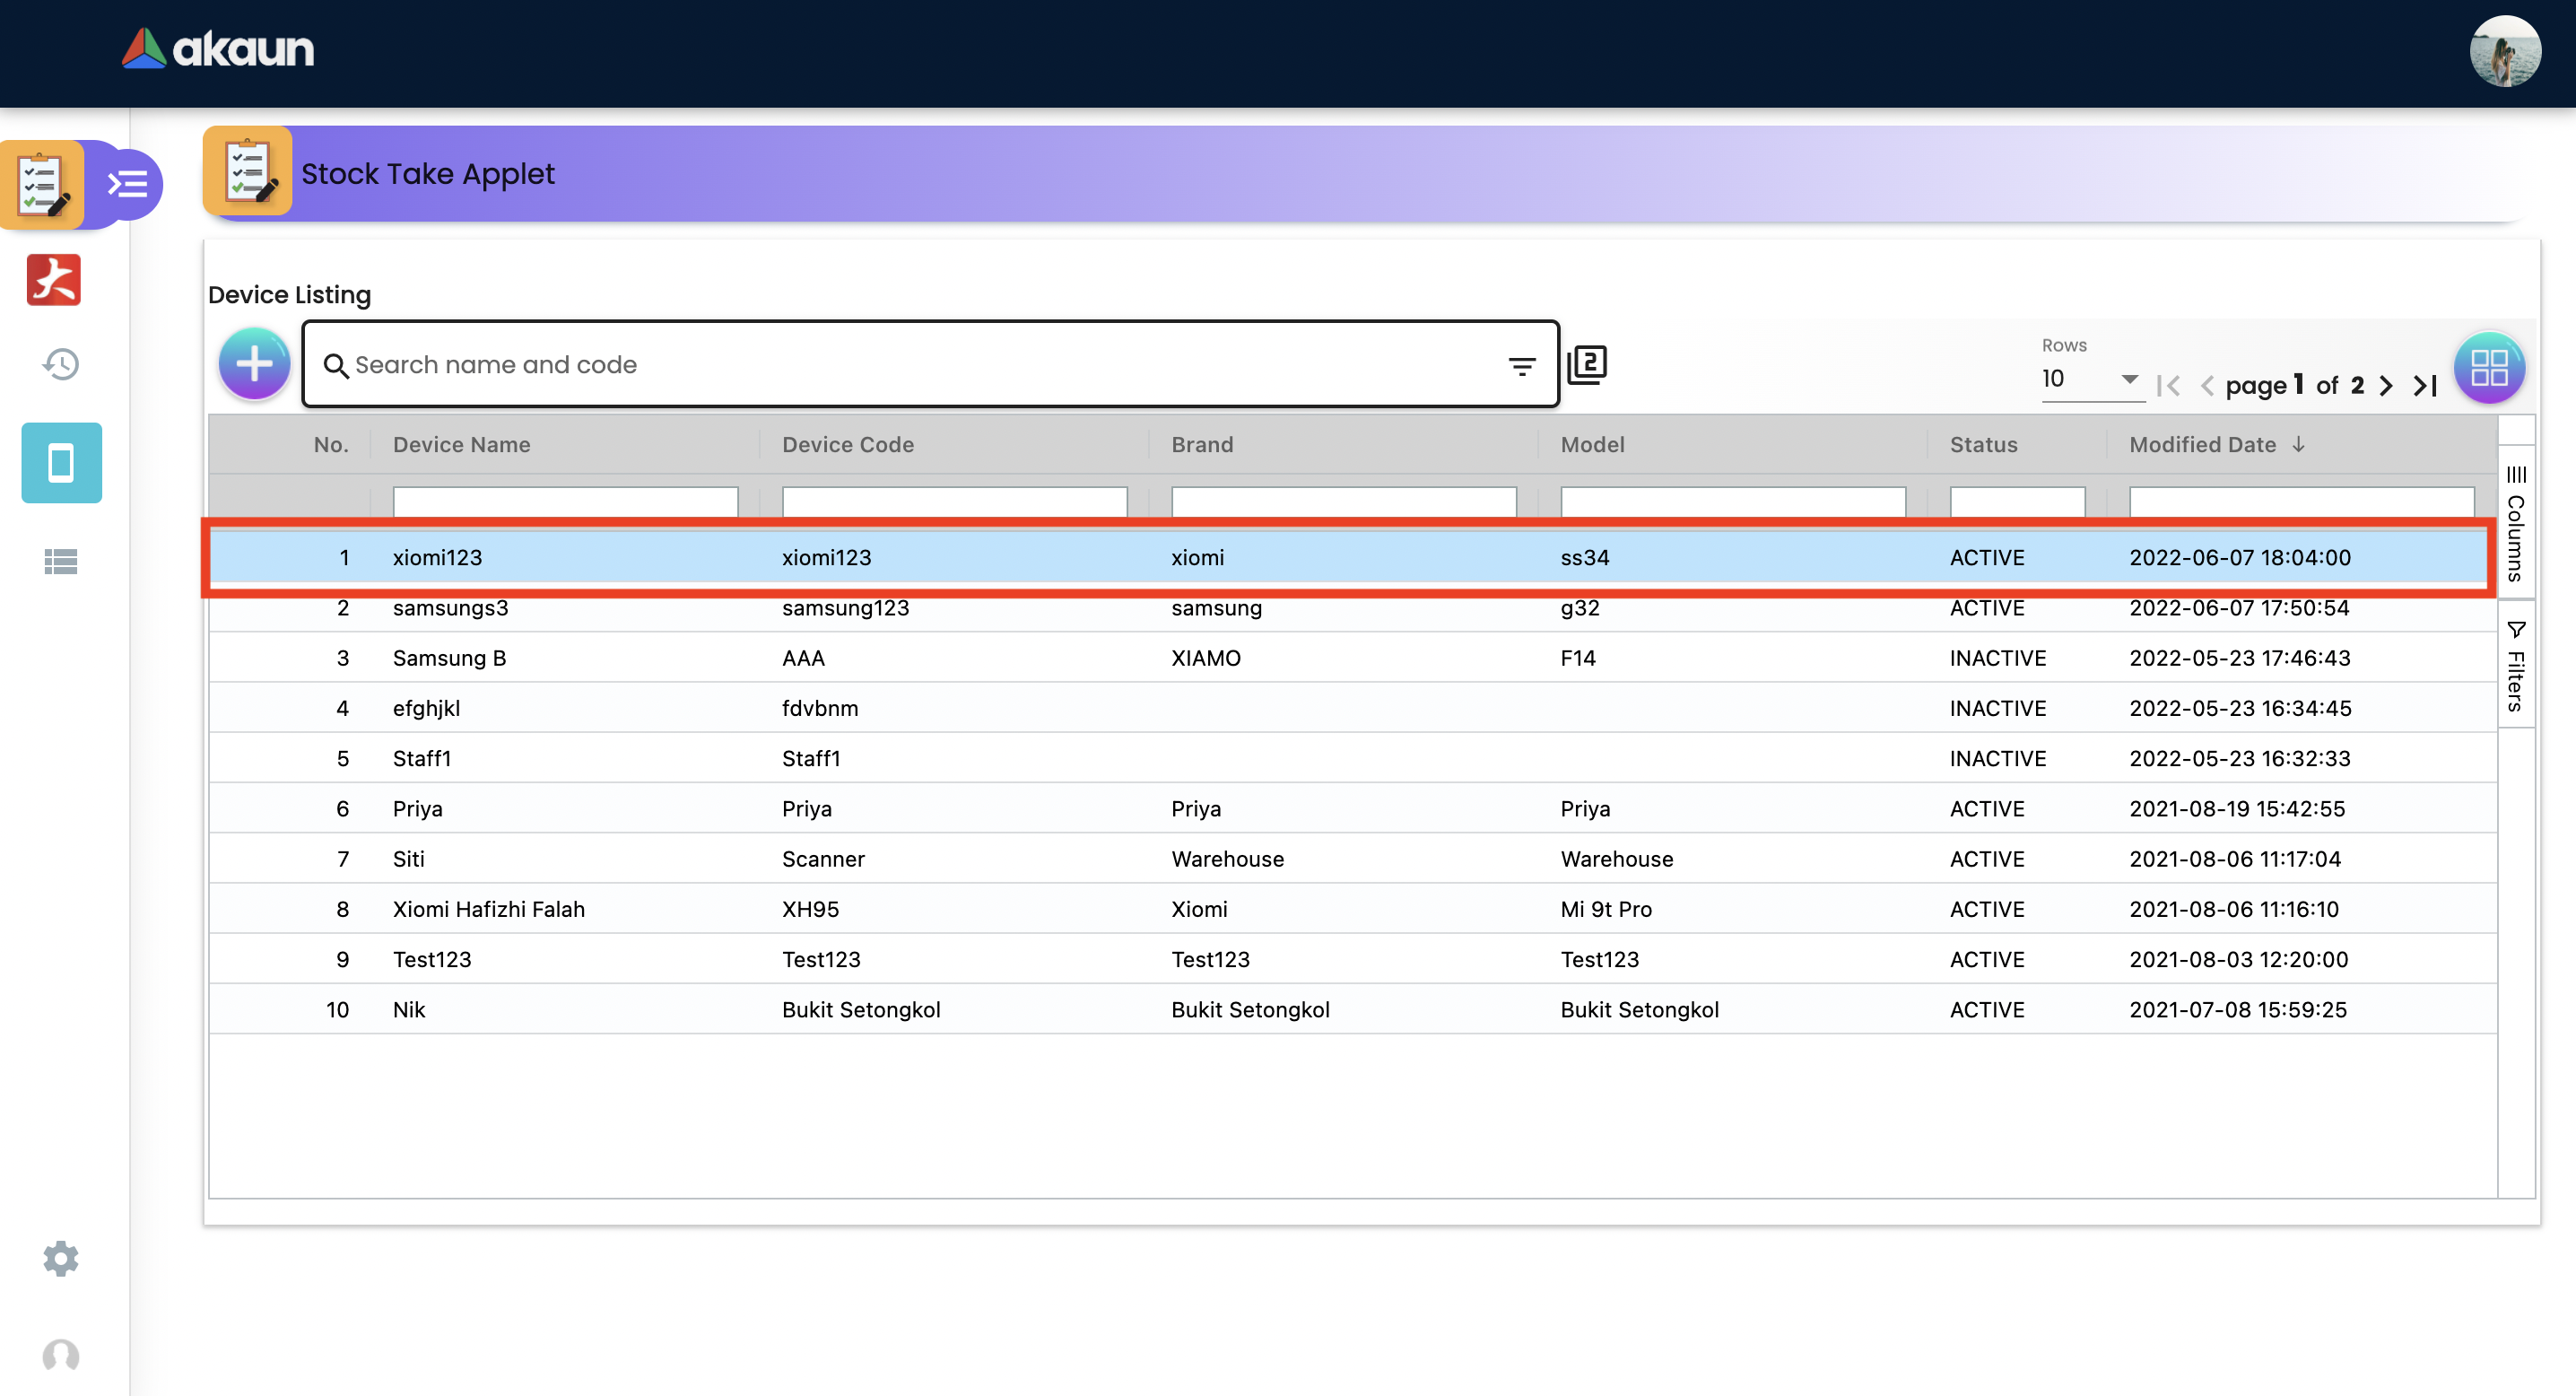 akaun
大
Stock Take Applet
Device Listing
Search name and code
2
Rows
10
page 1 of 2
No. Device Name Device Code Brand Model Status Modified Date
1 xiomi123 xiomi123 xiomi ss34 ACTIVE 2022-06-07 18:04:00
2 samsungs3 samsung123 samsung g32 ACTIVE 2022-06-07 17:50:54
3 Samsung B AAA XIAMO F14 INACTIVE 2022-05-23 17:46:43
4 efghjkl fdvbnm INACTIVE 2022-05-23 16:34:45
5 Staff1 Staff1 INACTIVE 2022-05-23 16:32:33
6 Priya Priya Priya Priya ACTIVE 2021-08-19 15:42:55
7 Siti Scanner Warehouse Warehouse ACTIVE 2021-08-06 11:17:04
8 Xiomi Hafizhi Falah XH95 Xiomi Mi 9t Pro ACTIVE 2021-08-06 11:16:10
9 Test123 Test123 Test123 Test123 ACTIVE 2021-08-03 12:20:00
10 Nik Bukit Setongkol Bukit Setongkol Bukit Setongkol ACTIVE 2021-07-08 15:59:25
Columns
Filters